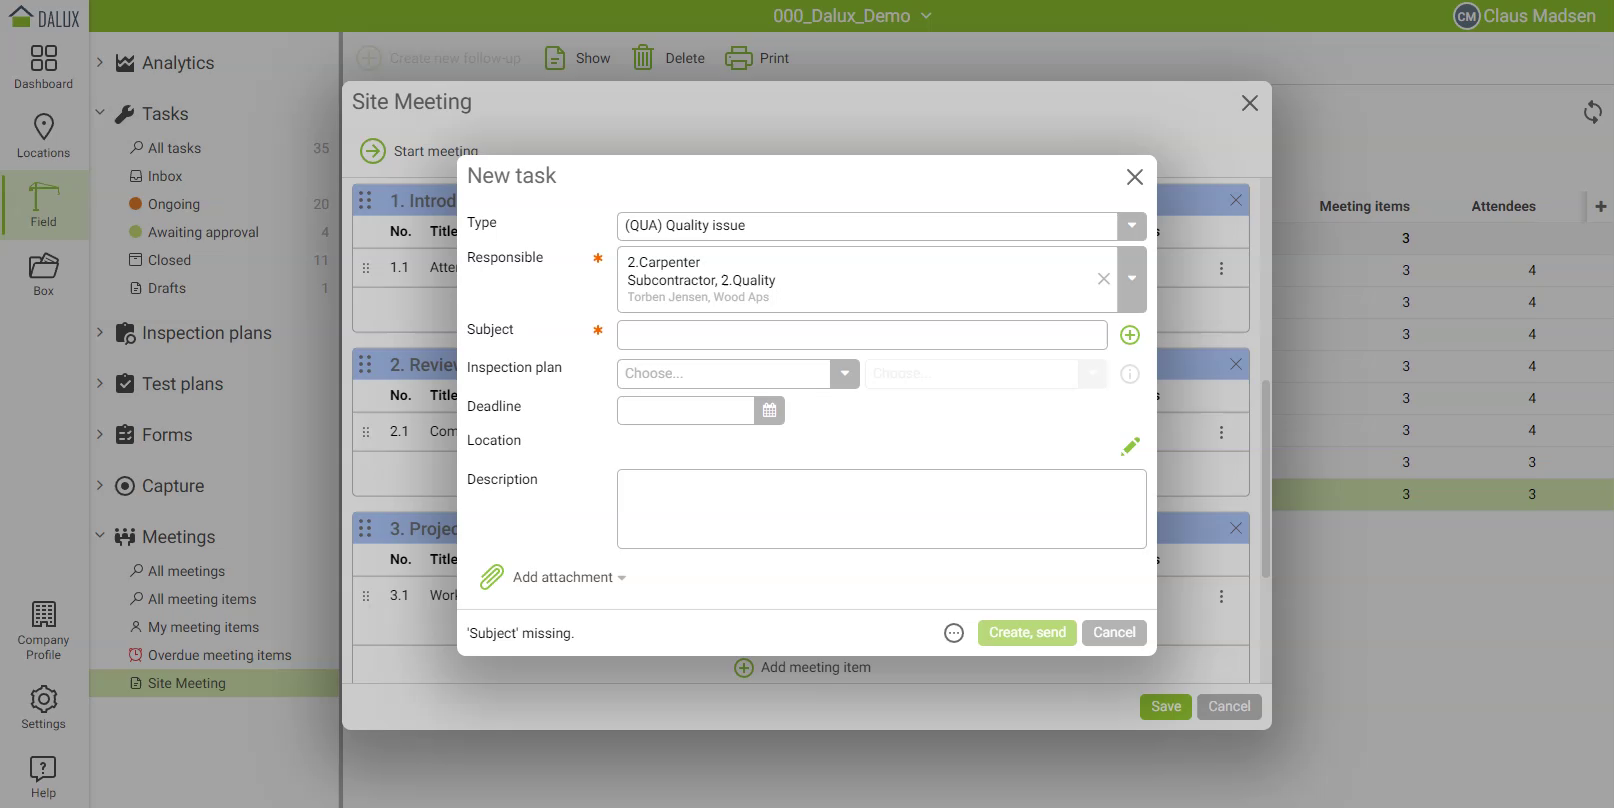 DALUX
000_Dalux_Demo
CM Claus Madsen
Dashboard
Locations
Field
Box
Company
Profile
Settings
Help
Analytics
Tasks
All tasks 35
Inbox
Ongoing 20
Awaiting approval 4
Closed 11
Drafts 1
Inspection plans
Test plans
Forms
Capture
Meetings
All meetings
All meeting items
My meeting items
Overdue meeting items
Site Meeting
Create new follow-up Show Delete Print
Site Meeting
Start meeting
1. Introd
No. Title
1.1 Atte
2. Review
No. Title
2.1 Com
3. Projec
No. Title
3.1 Work
Add meeting item
Save Cancel
New task
Type (QUA) Quality issue
Responsible * 2.Carpenter
Subcontractor, 2.Quality
Torben Jensen, Wood Aps
Subject *
Inspection plan Choose... Choose...
Deadline
Location
Description
Add attachment
'Subject' missing. Create, send Cancel
Meeting items Attendees
3
3 4
3 4
3 4
3 4
3 4
3 4
3 4
3 3